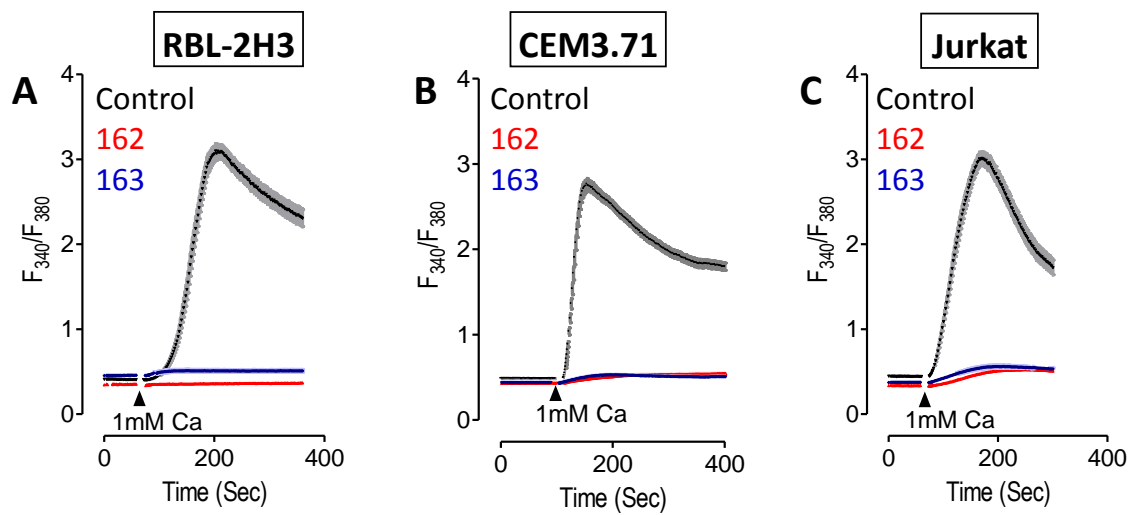 RBL-2H3
CEM3.71
Jurkat
A
Control
162
163
4
3
2
1
0
F340/F380
1mM Ca
0
200
400
Time (Sec)
B
Control
162
163
4
3
2
1
0
F340/F380
1mM Ca
0
200
400
Time (Sec)
C
Control
162
163
4
3
2
1
0
F340/F380
1mM Ca
0
200
400
Time (Sec)